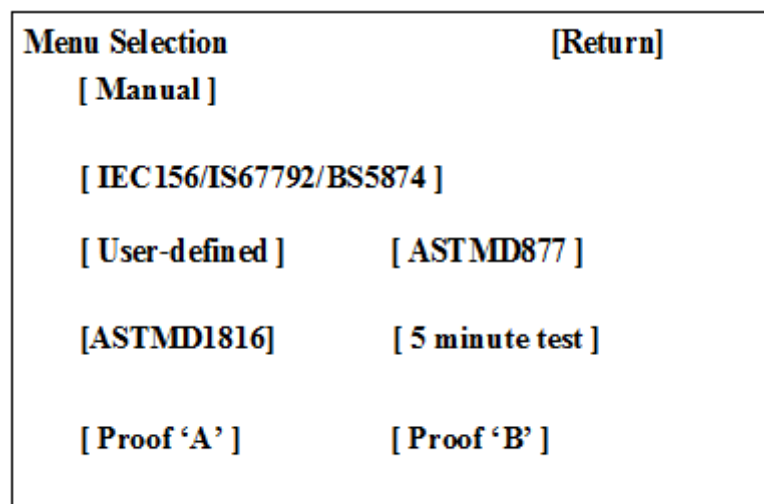 Menu Selection [Return]
[ Manual ]
[ IEC156/IS67792/BS5874 ]
[ User-defined ] [ ASTMD877 ]
[ASTMD1816] [ 5 minute test ]
[ Proof ‘A’ ] [ Proof ‘B’ ]